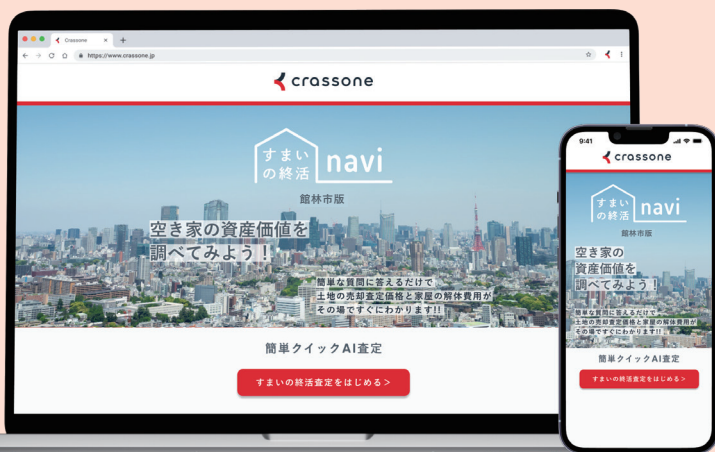 Crassone
https://www.crassone.jp
crassone
すまい
の終活
navi
館林市版
空き家の資産価値を
調べてみよう！
簡単な質問に答えるだけで
土地の売却査定価格と家屋の解体費用が
その場ですぐにわかります!!
簡単クイックAI査定
すまいの終活査定をはじめる＞
9:41
crassone
すまい
の終活
navi
館林市版
空き家の
資産価値を
調べてみよう！
簡単な質問に答えるだけで
土地の売却査定価格と家屋の解体費用が
その場ですぐにわかります!!
簡単クイックAI査定
すまいの終活査定をはじめる＞